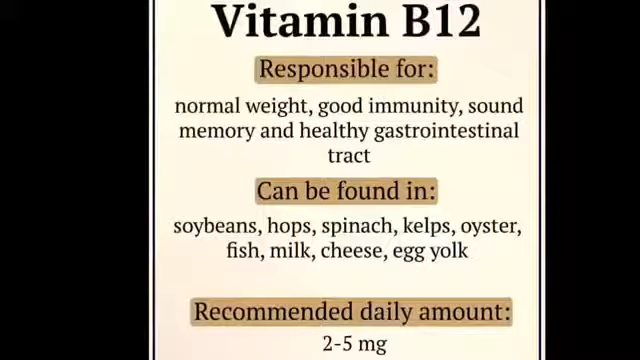 Vitamin B12
Responsible for:
normal weight, good immunity, sound
memory and healthy gastrointestinal
tract
Can be found in:
soybeans, hops, spinach, kelps, oyster,
fish, milk, cheese, egg yolk
Recommended daily amount:
2-5 mg